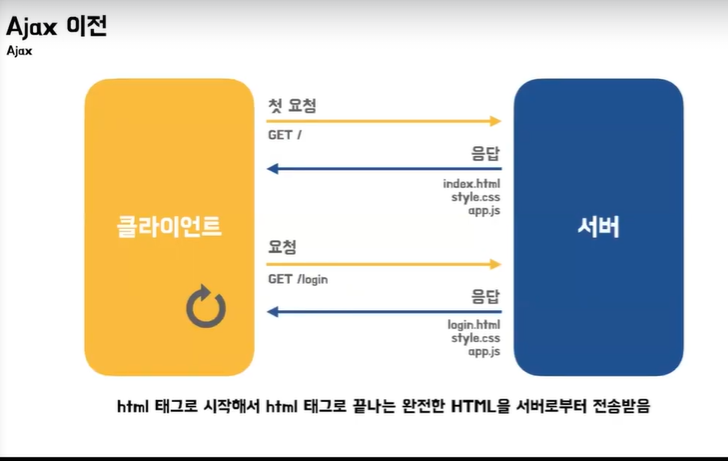 Ajax 이전
Ajax
첫 요청
GET /
응답
index.html
style.css
app.js
클라이언트
서버
요청
GET /login
응답
login.html
style.css
app.js
html 태그로 시작해서 html 태그로 끝나는 완전한 HTML을 서버로부터 전송받음